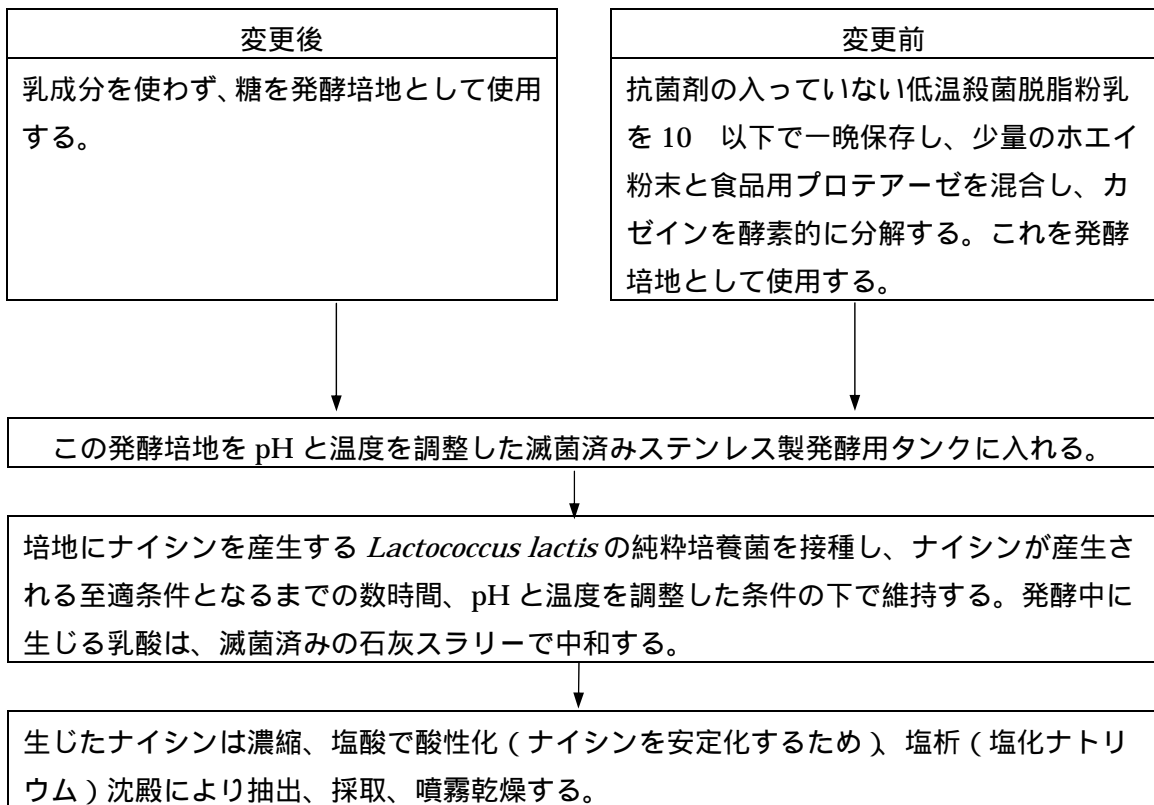 変更後
乳成分を使わず、糖を発酵培地として使用
する。
変更前
抗菌剤の入っていない低温殺菌脱脂粉乳
を 10　以下で一晩保存し、少量のホエイ
粉末と食品用プロテアーゼを混合し、カ
ゼインを酵素的に分解する。これを発酵
培地として使用する。
この発酵培地を pH と温度を調整した滅菌済みステンレス製発酵用タンクに入れる。
培地にナイシンを産生する Lactococcus lactis の純粋培養菌を接種し、ナイシンが産生さ
れる至適条件となるまでの数時間、pH と温度を調整した条件の下で維持する。発酵中に
生じる乳酸は、滅菌済みの石灰スラリーで中和する。
生じたナイシンは濃縮、塩酸で酸性化（ナイシンを安定化するため）、塩析（塩化ナトリ
ウム）沈殿により抽出、採取、噴霧乾燥する。